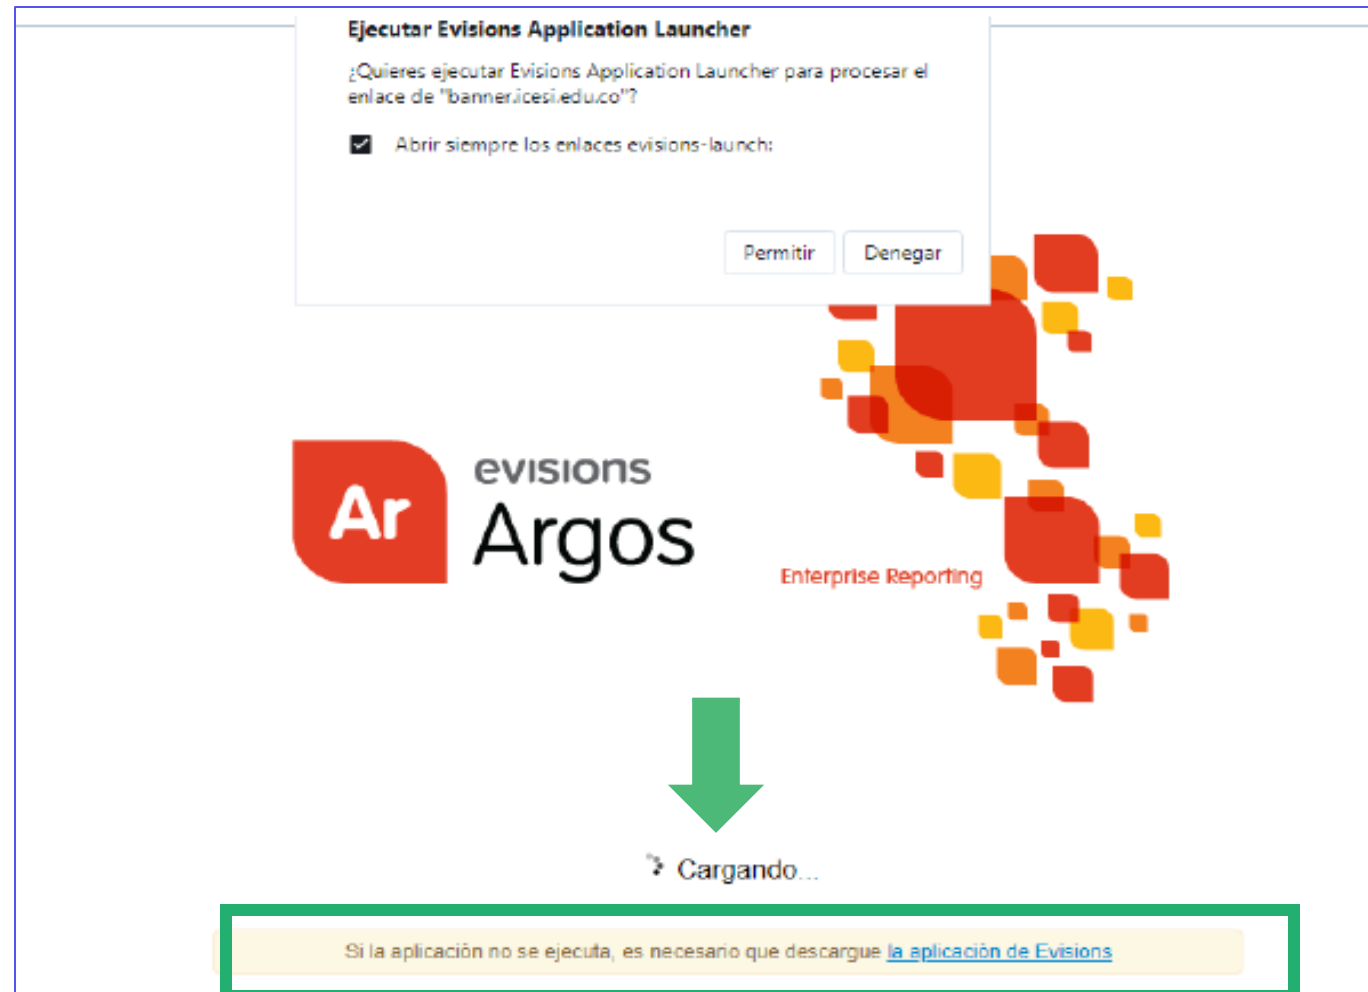 Ejecutar Evisions Application Launcher
¿Quieres ejecutar Evisions Application Launcher para procesar el
enlace de "banner.icesi.edu.co"?
Abrir siempre los enlaces evisions-launch:
Permitir
Denegar
Ar
evisions
Argos
Enterprise Reporting
Cargando...
Si la aplicación no se ejecuta, es necesario que descargue la aplicación de Evisions